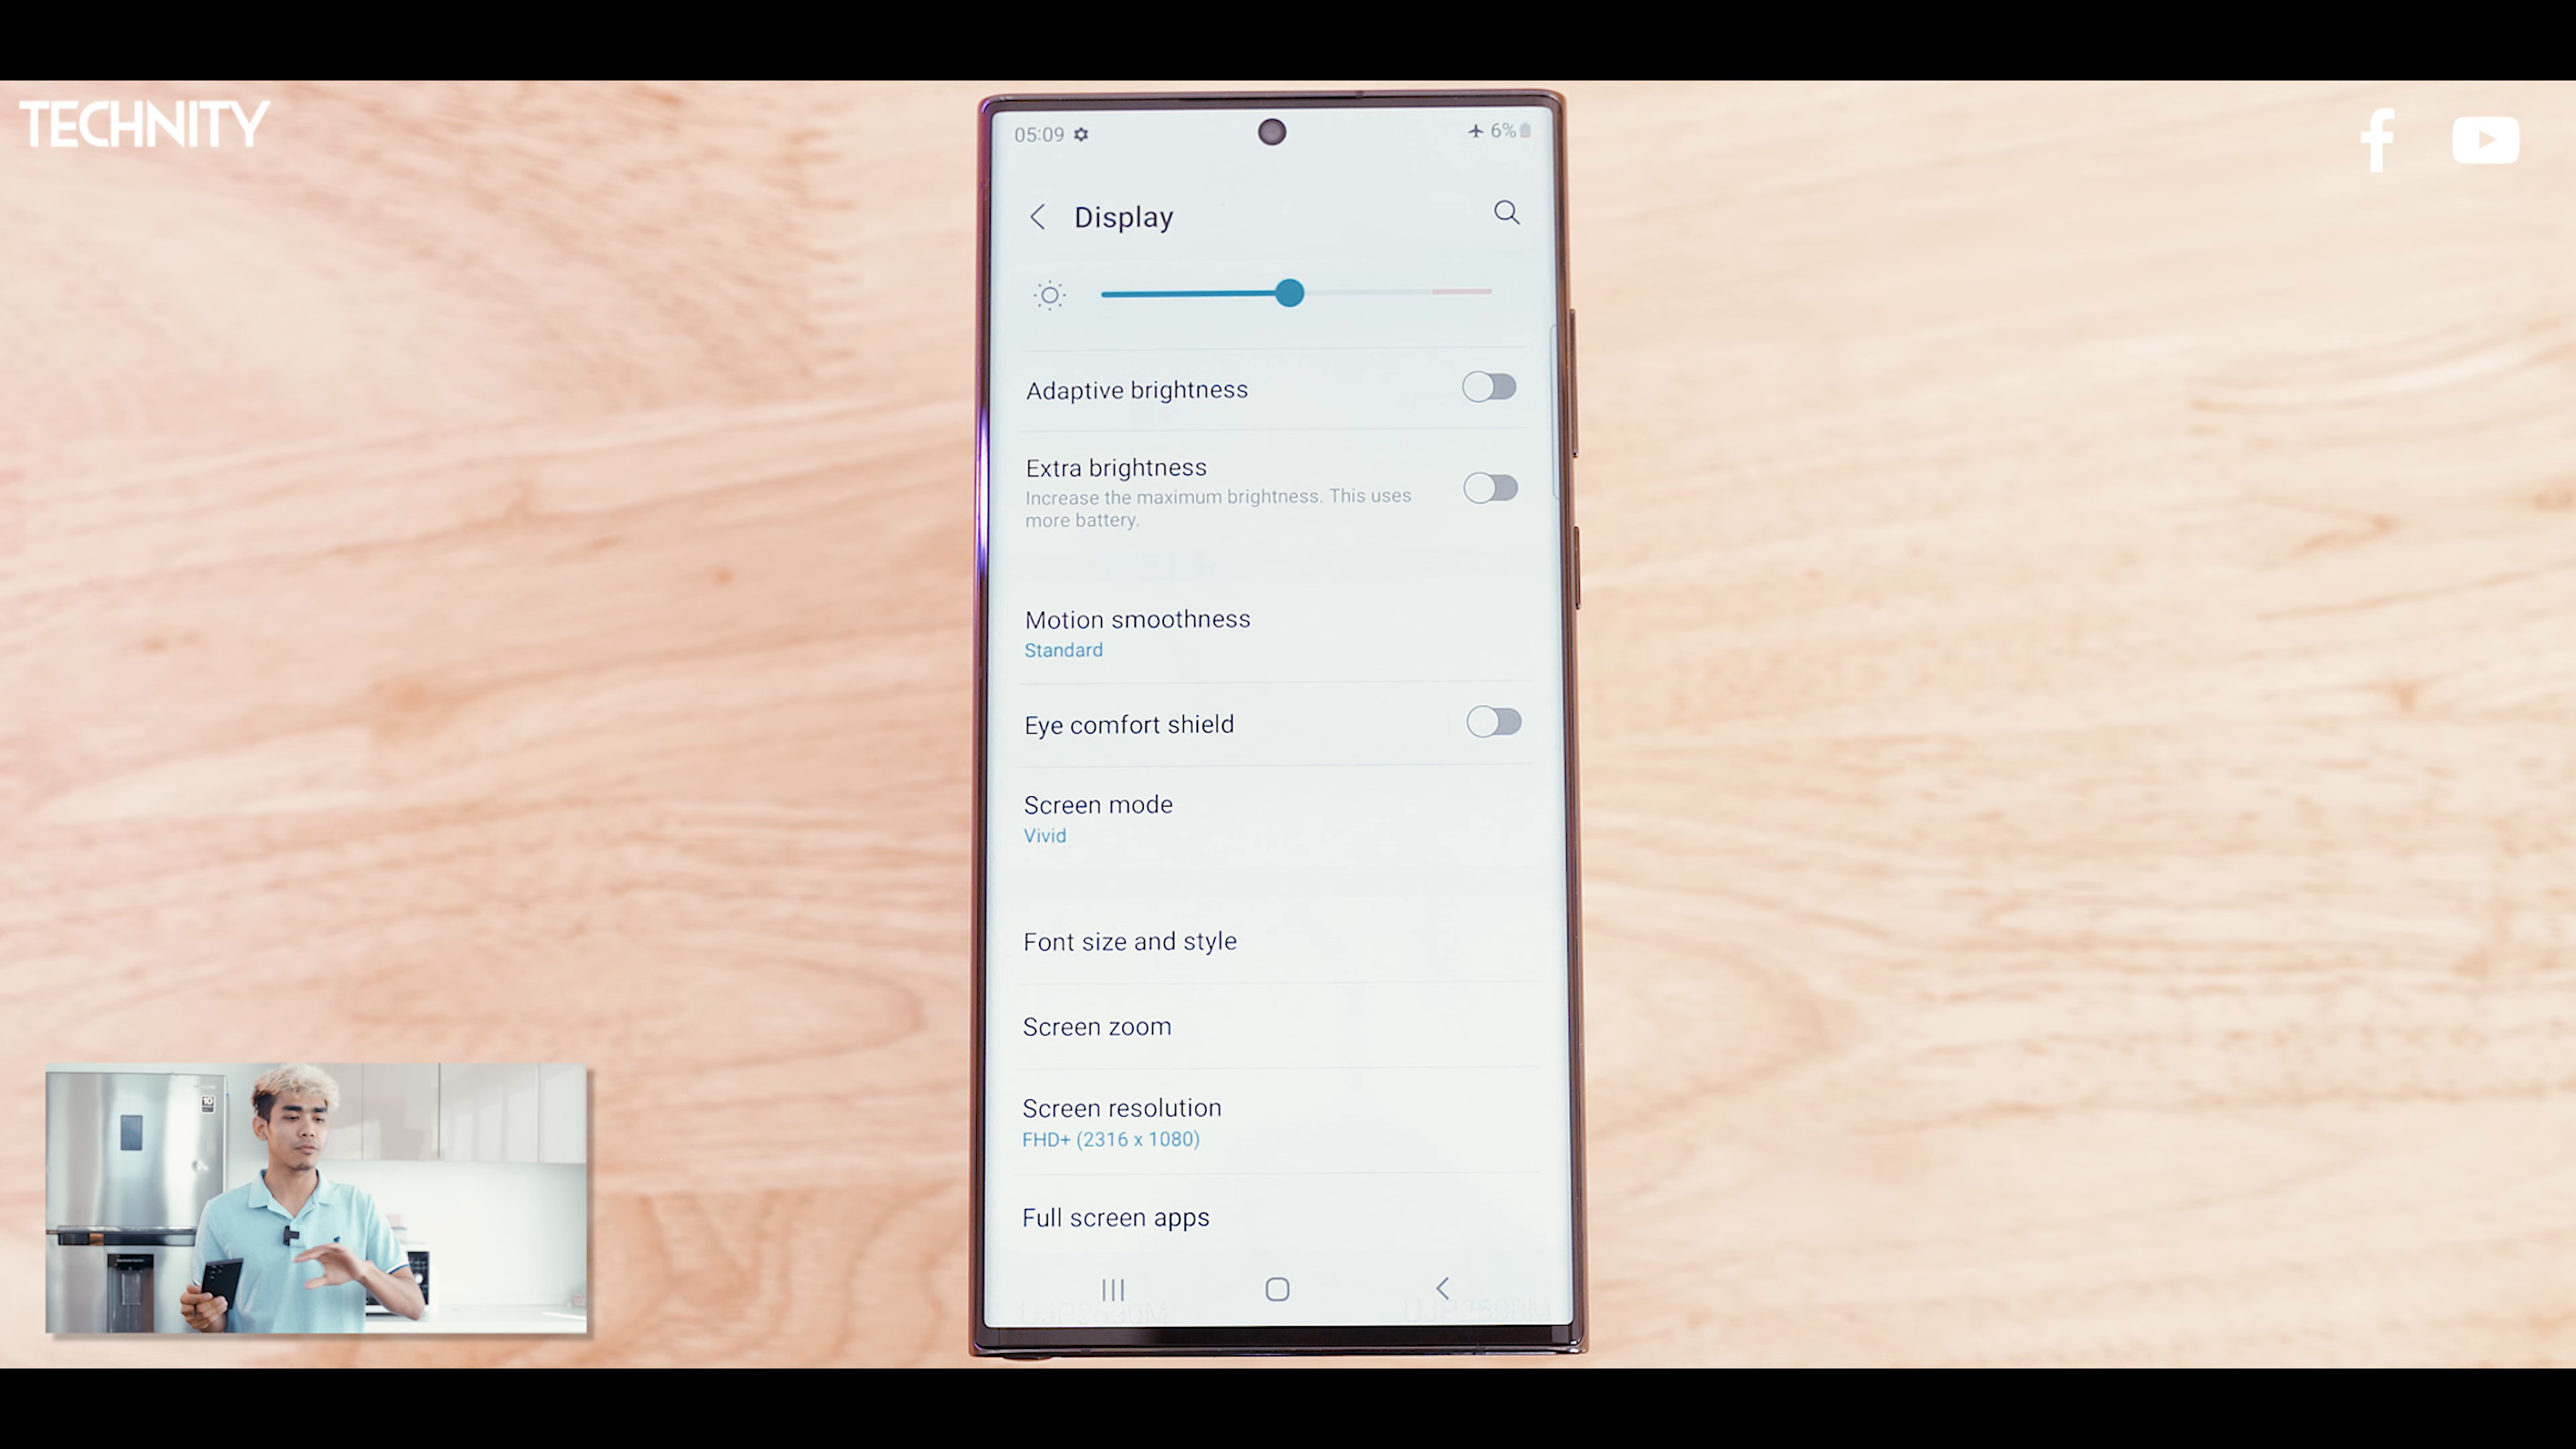 TECHNITY
05:09
6%
Display
Adaptive brightness
Extra brightness
Increase the maximum brightness. This uses
more battery.
Motion smoothness
Standard
Eye comfort shield
Screen mode
Vivid
Font size and style
Screen zoom
Screen resolution
FHD+ (2316 x 1080)
Full screen apps